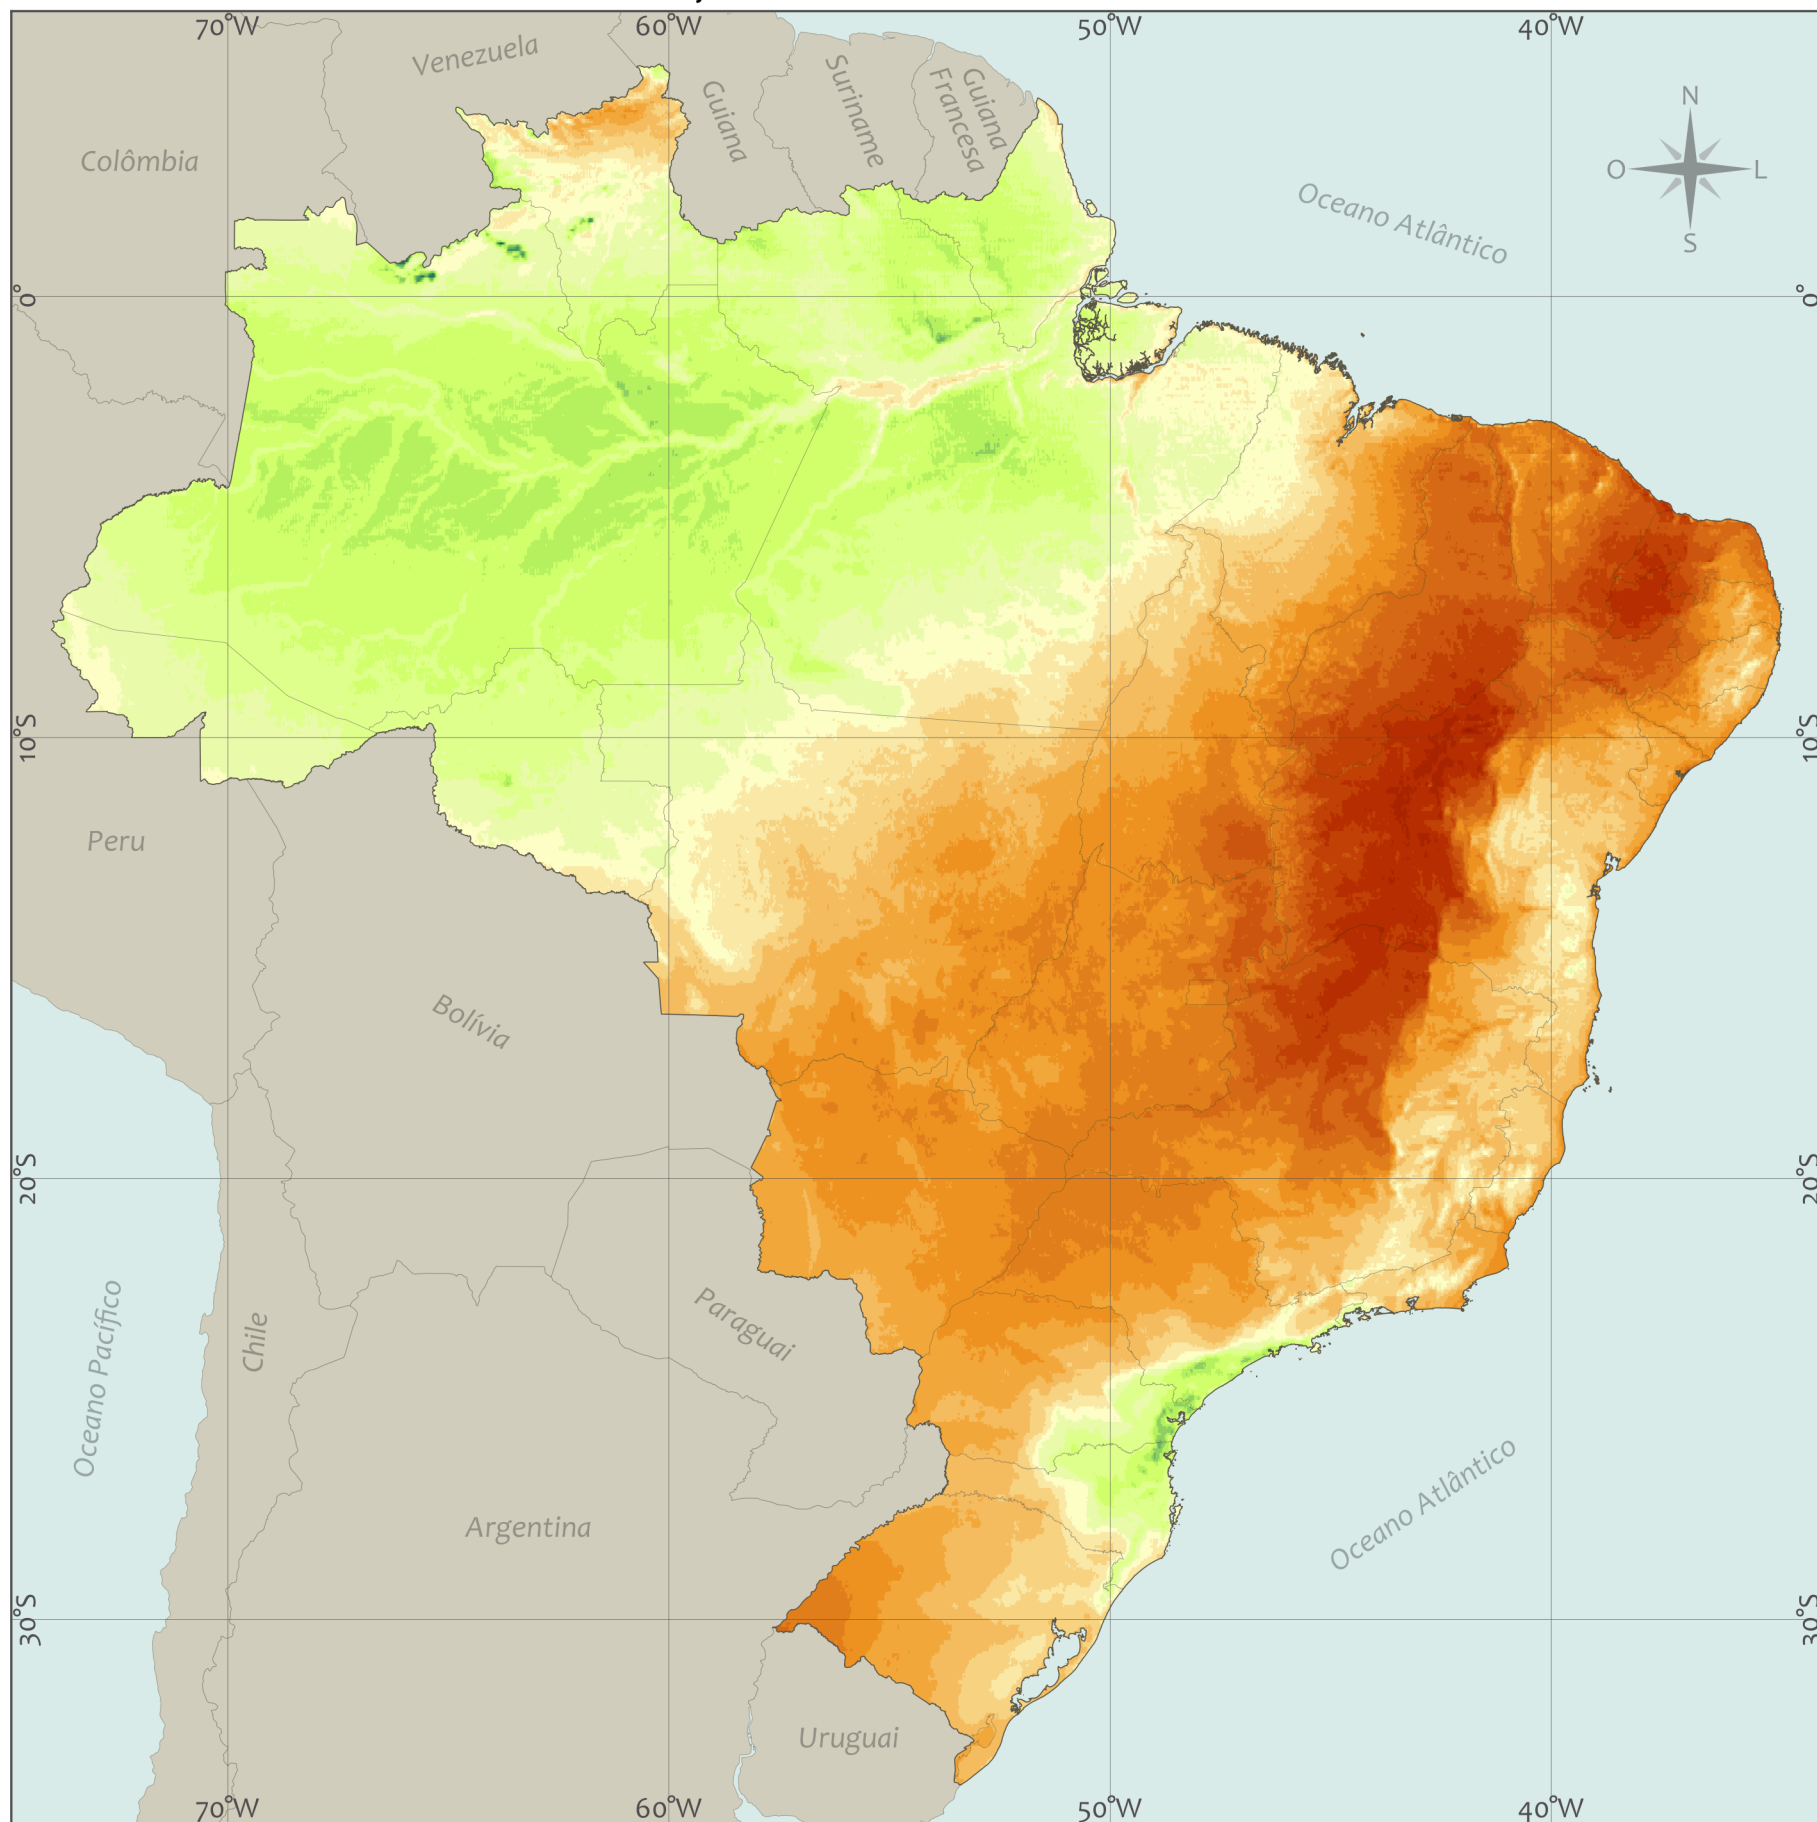 70°W
60°W
50°W
40°W
Venezuela
Guiana
Suriname
Guiana
Francesa
N
Colômbia
O
L
Oceano Atlântico
S
0°
0°
10°S
10°S
Peru
Bolívia
20°S
20°S
Oceano Pacífico
Chile
Paraguai
Argentina
Oceano Atlântico
30°S
30°S
Uruguai
70°W
60°W
50°W
40°W